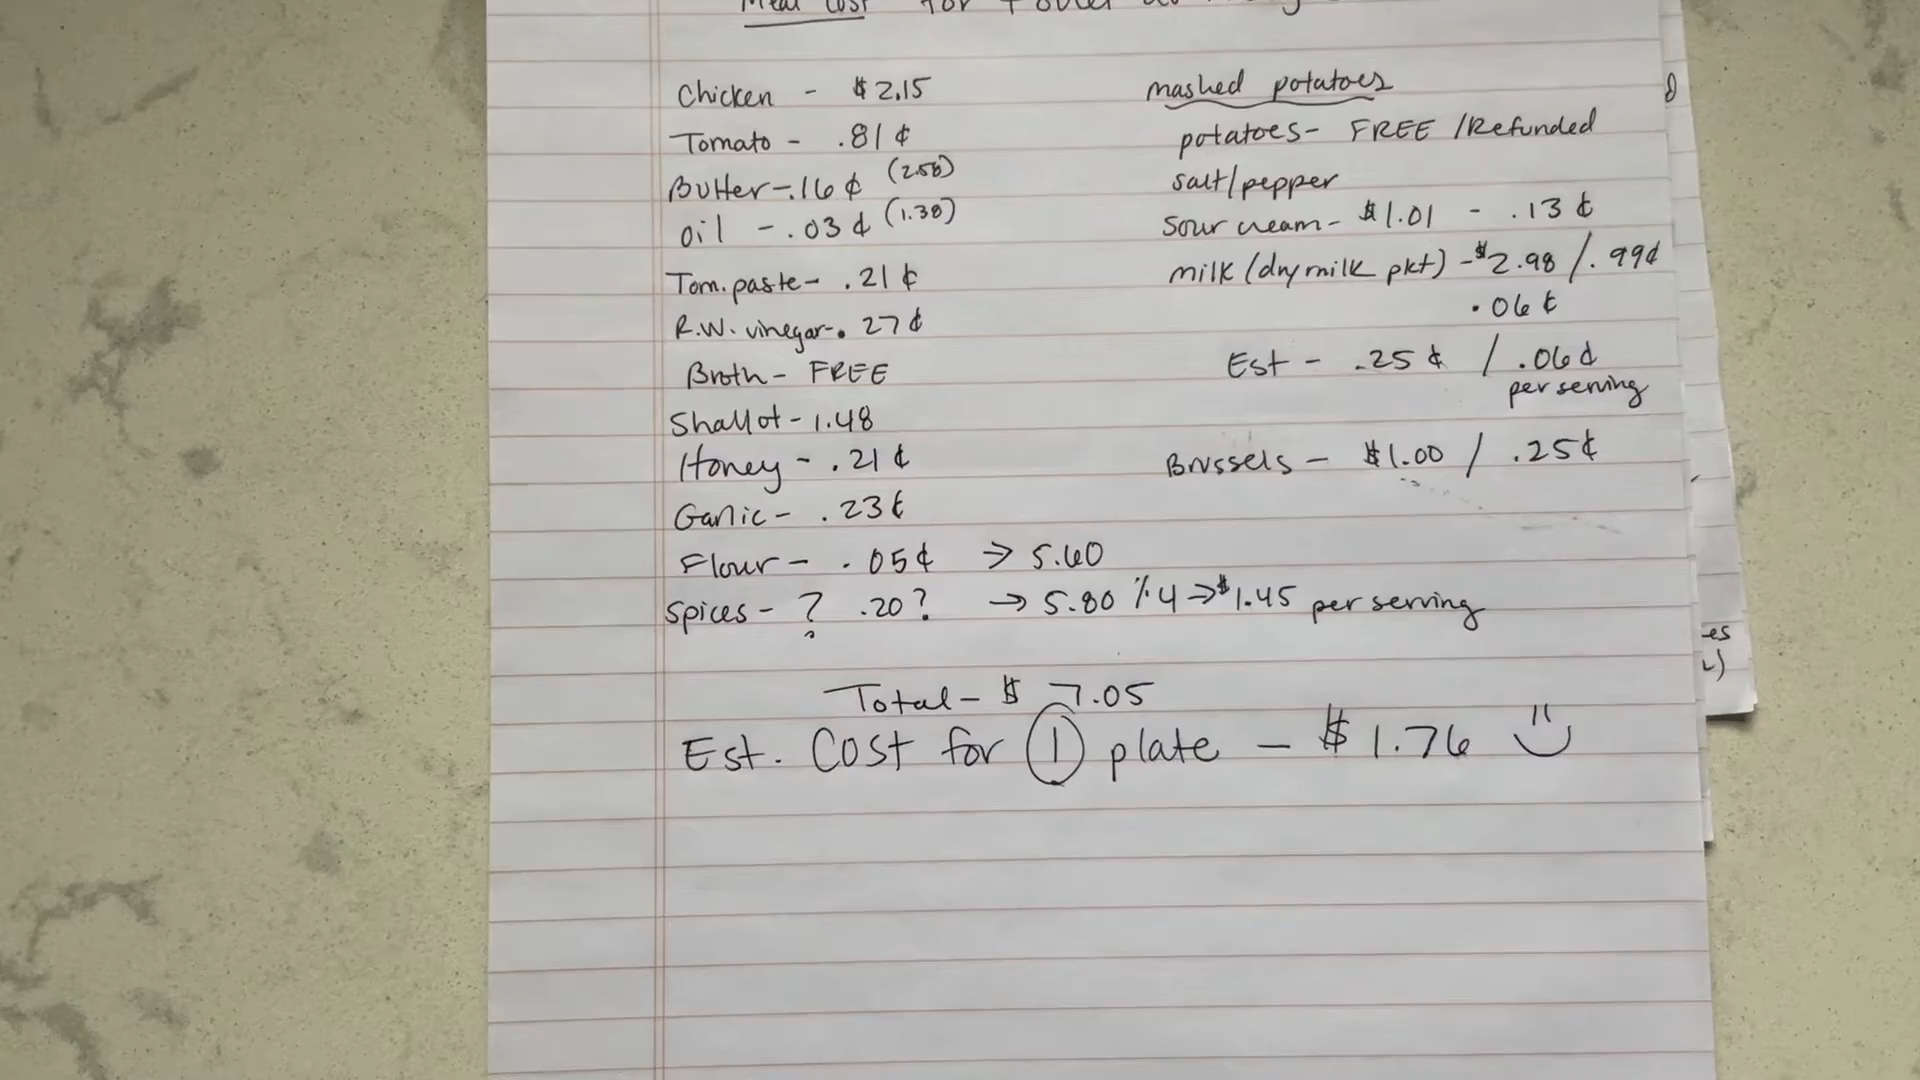 Meal Cost for
Chicken - $2.15
Tomato - .81¢
Butter - .16¢ (2.58)
oil - .03¢ (1.38)
Tom. paste - .21¢
R.W. vinegar - .27¢
Broth - FREE
Shallot - 1.48
Honey - .21¢
Garlic - .23¢
Flour - .05¢ → 5.60
Spices - ? .20? → 5.80 % 4 → $1.45 per serving
mashed potatoes
potatoes - FREE /Refunded
salt/pepper
Sour cream - $1.01 - .13¢
milk (dry milk pkt) - $2.98 / .99¢
.06¢
Est - .25¢ / .06¢
per serving
Brussels - $1.00 / .25¢
Total - $ 7.05
Est. Cost for 1 plate - $1.76